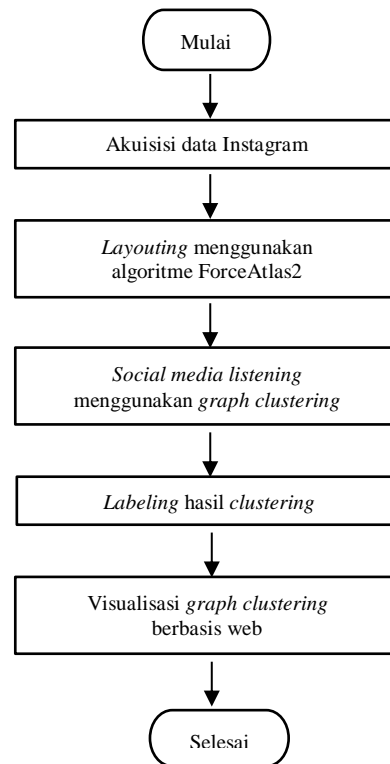 Mulai
Akuisisi data Instagram
Layouting menggunakan
algoritme ForceAtlas2
Social media listening
menggunakan graph clustering
Labeling hasil clustering
Visualisasi graph clustering
berbasis web
Selesai